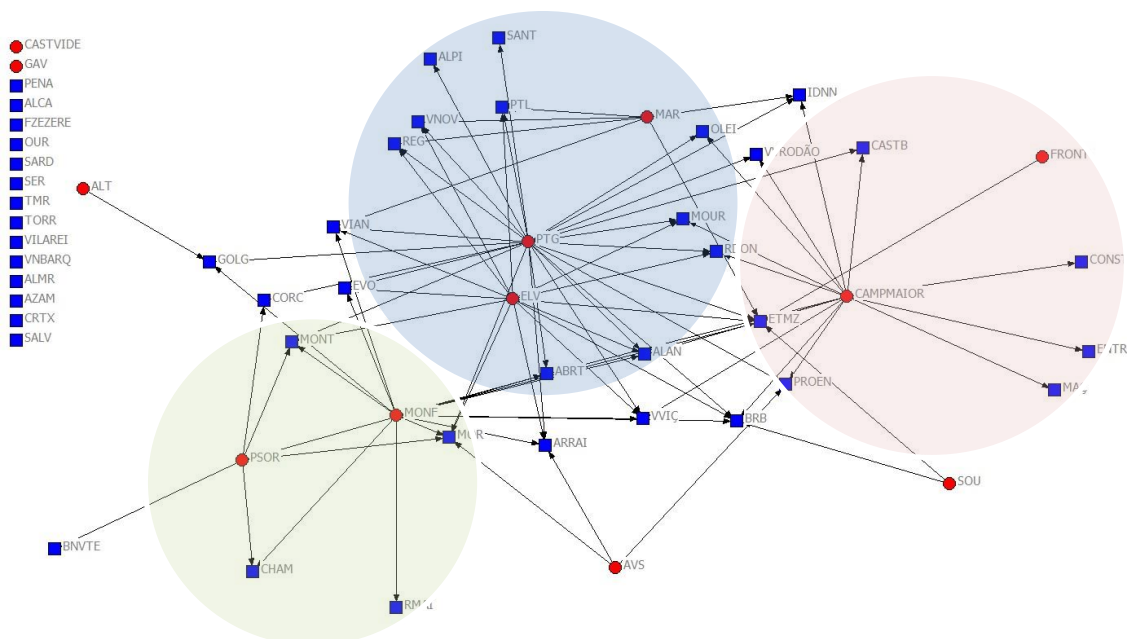 CASTVIDE
GAV
PENA
ALCA
FZEZERE
OUR
SARD
SER
TMR
TORR
VILAREI
VNBARQ
ALMR
AZAM
CRTX
SALV
SANT
ALPI
IDNN
PTL
MAR
VNOV
OLEI
REG
CASTB
FRONT
ALT
MOUR
VIAN
PTG
GOLG
CONST
EVO
CAMPMAIOR
CORC
ELV
ETMZ
MONT
ALAN
ABRT
PROEN
MONF
VVIÇ
BRB
ARRAI
PSOR
SOU
BNVTE
AVS
CHAM